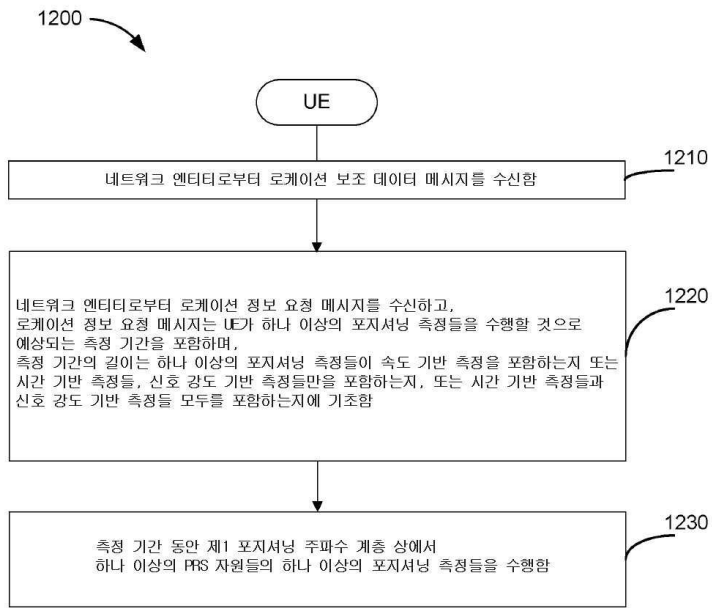 1200
UE
1210
네트워크 엔티티로부터 로케이션 보조 데이터 메시지를 수신함
1220
네트워크 엔티티로부터 로케이션 정보 요청 메시지를 수신하고,
로케이션 정보 요청 메시지는 UE가 하나 이상의 포지셔닝 측정들을 수행할 것으로
예상되는 측정 기간을 포함하며,
측정 기간의 길이는 하나 이상의 포지셔닝 측정들이 속도 기반 측정을 포함하는지 또는
시간 기반 측정들, 신호 강도 기반 측정들만을 포함하는지, 또는 시간 기반 측정들과
신호 강도 기반 측정들 모두를 포함하는지에 기초함
1230
측정 기간 동안 제1 포지셔닝 주파수 계층 상에서
하나 이상의 PRS 자원들의 하나 이상의 포지셔닝 측정들을 수행함